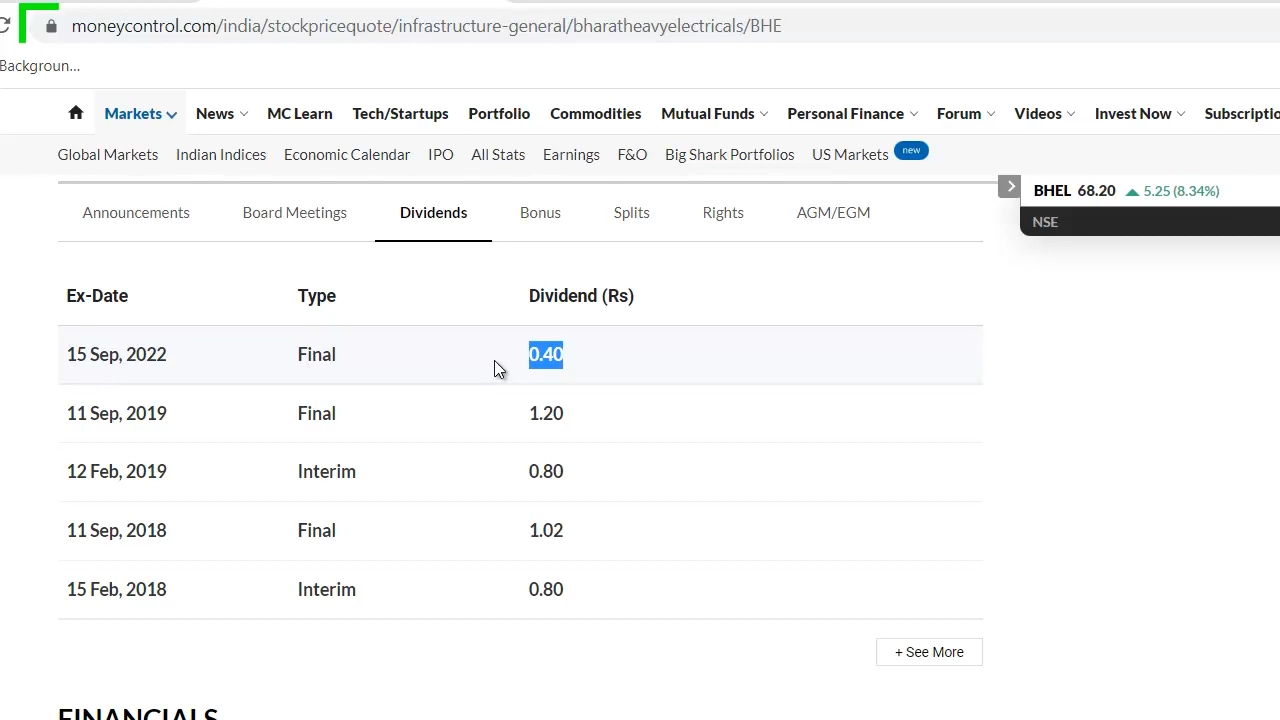 moneycontrol.com/india/stockpricequote/infrastructure-general/bharatheavyelectricals/BHE
Backgroun...
Markets News MC Learn Tech/Startups Portfolio Commodities Mutual Funds Personal Finance Forum Videos Invest Now Subscriptio
Global Markets Indian Indices Economic Calendar IPO All Stats Earnings F&O Big Shark Portfolios US Markets new
BHEL 68.20 5.25 (8.34%)
NSE
Announcements Board Meetings Dividends Bonus Splits Rights AGM/EGM
Ex-Date Type Dividend (Rs)
15 Sep, 2022 Final 0.40
11 Sep, 2019 Final 1.20
12 Feb, 2019 Interim 0.80
11 Sep, 2018 Final 1.02
15 Feb, 2018 Interim 0.80
+ See More
FINANCIALS